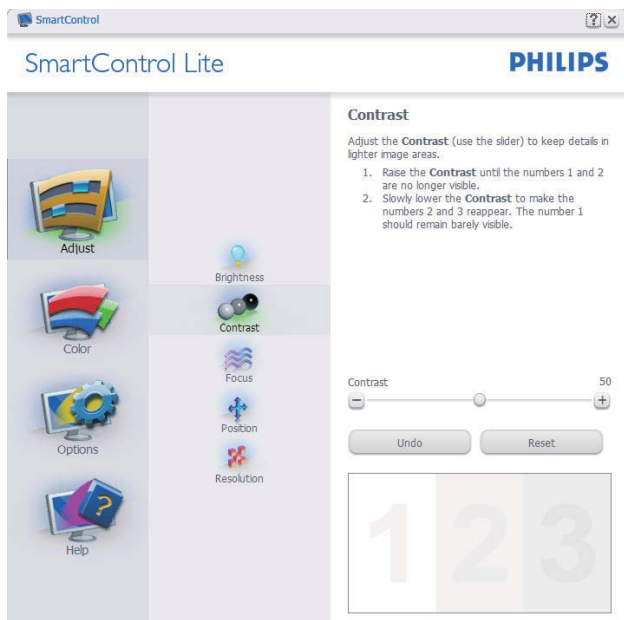 SmartControl
SmartControl Lite
PHILIPS
Adjust
Color
Options
Help
Brightness
Contrast
Focus
Position
Resolution
Contrast
Adjust the Contrast (use the slider) to keep details in
lighter image areas.
1. Raise the Contrast until the numbers 1 and 2
are no longer visible.
2. Slowly lower the Contrast to make the
numbers 2 and 3 reappear. The number 1
should remain barely visible.
Contrast 50
Undo Reset
1 2 3